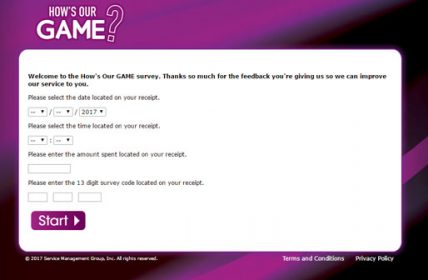 HOW'S OUR
GAME?
Welcome to the How's Our GAME survey. Thanks so much for the feedback you're giving us so we can improve
our service to you.
Please select the date located on your receipt.
-- / -- / 2017
Please select the time located on your receipt.
-- : --
Please enter the amount spent located on your receipt.
Please enter the 13 digit survey code located on your receipt.
Start
© 2017 Service Management Group, Inc. All rights reserved. Terms and Conditions Privacy Policy